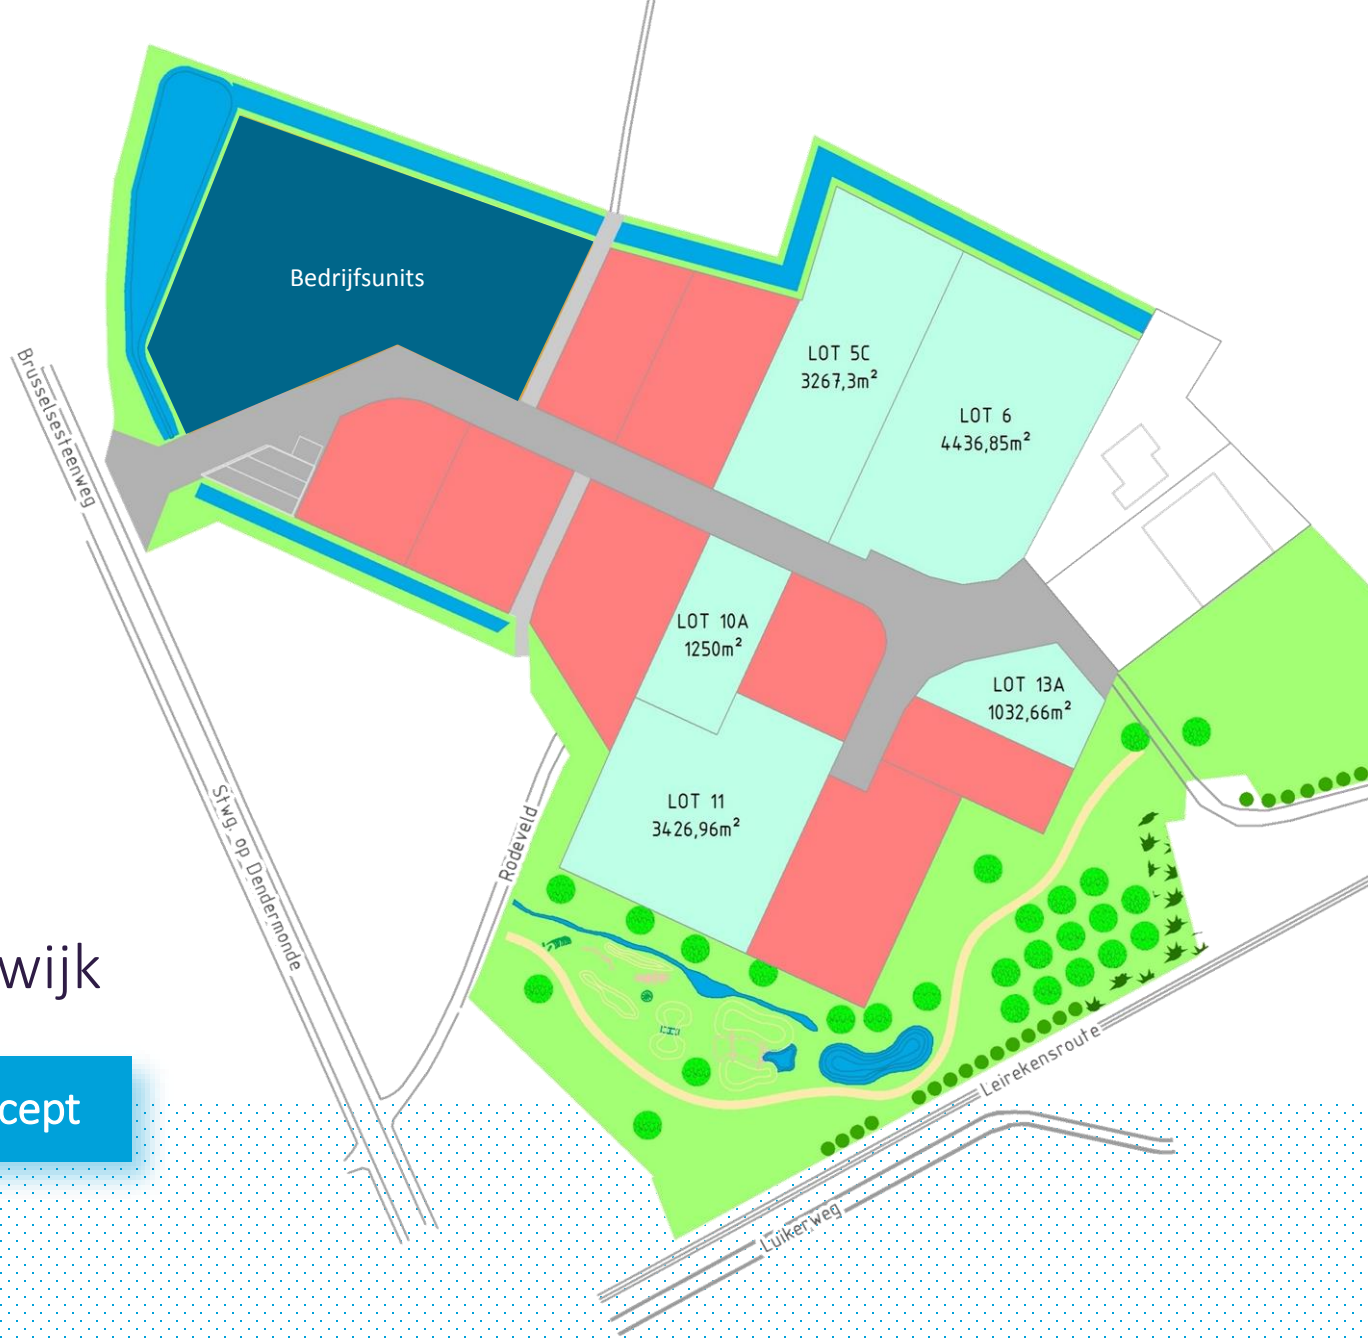 Bedrijfsunits
LOT 5C
3267,3m²
LOT 6
4436,85m²
Brusselsesteenweg
LOT 10A
1250m²
LOT 13A
1032,66m²
LOT 11
3426,96m²
Stwg. op Dendermonde
Rodeveld
wijk
Leirekensroute
cept
Luikerweg